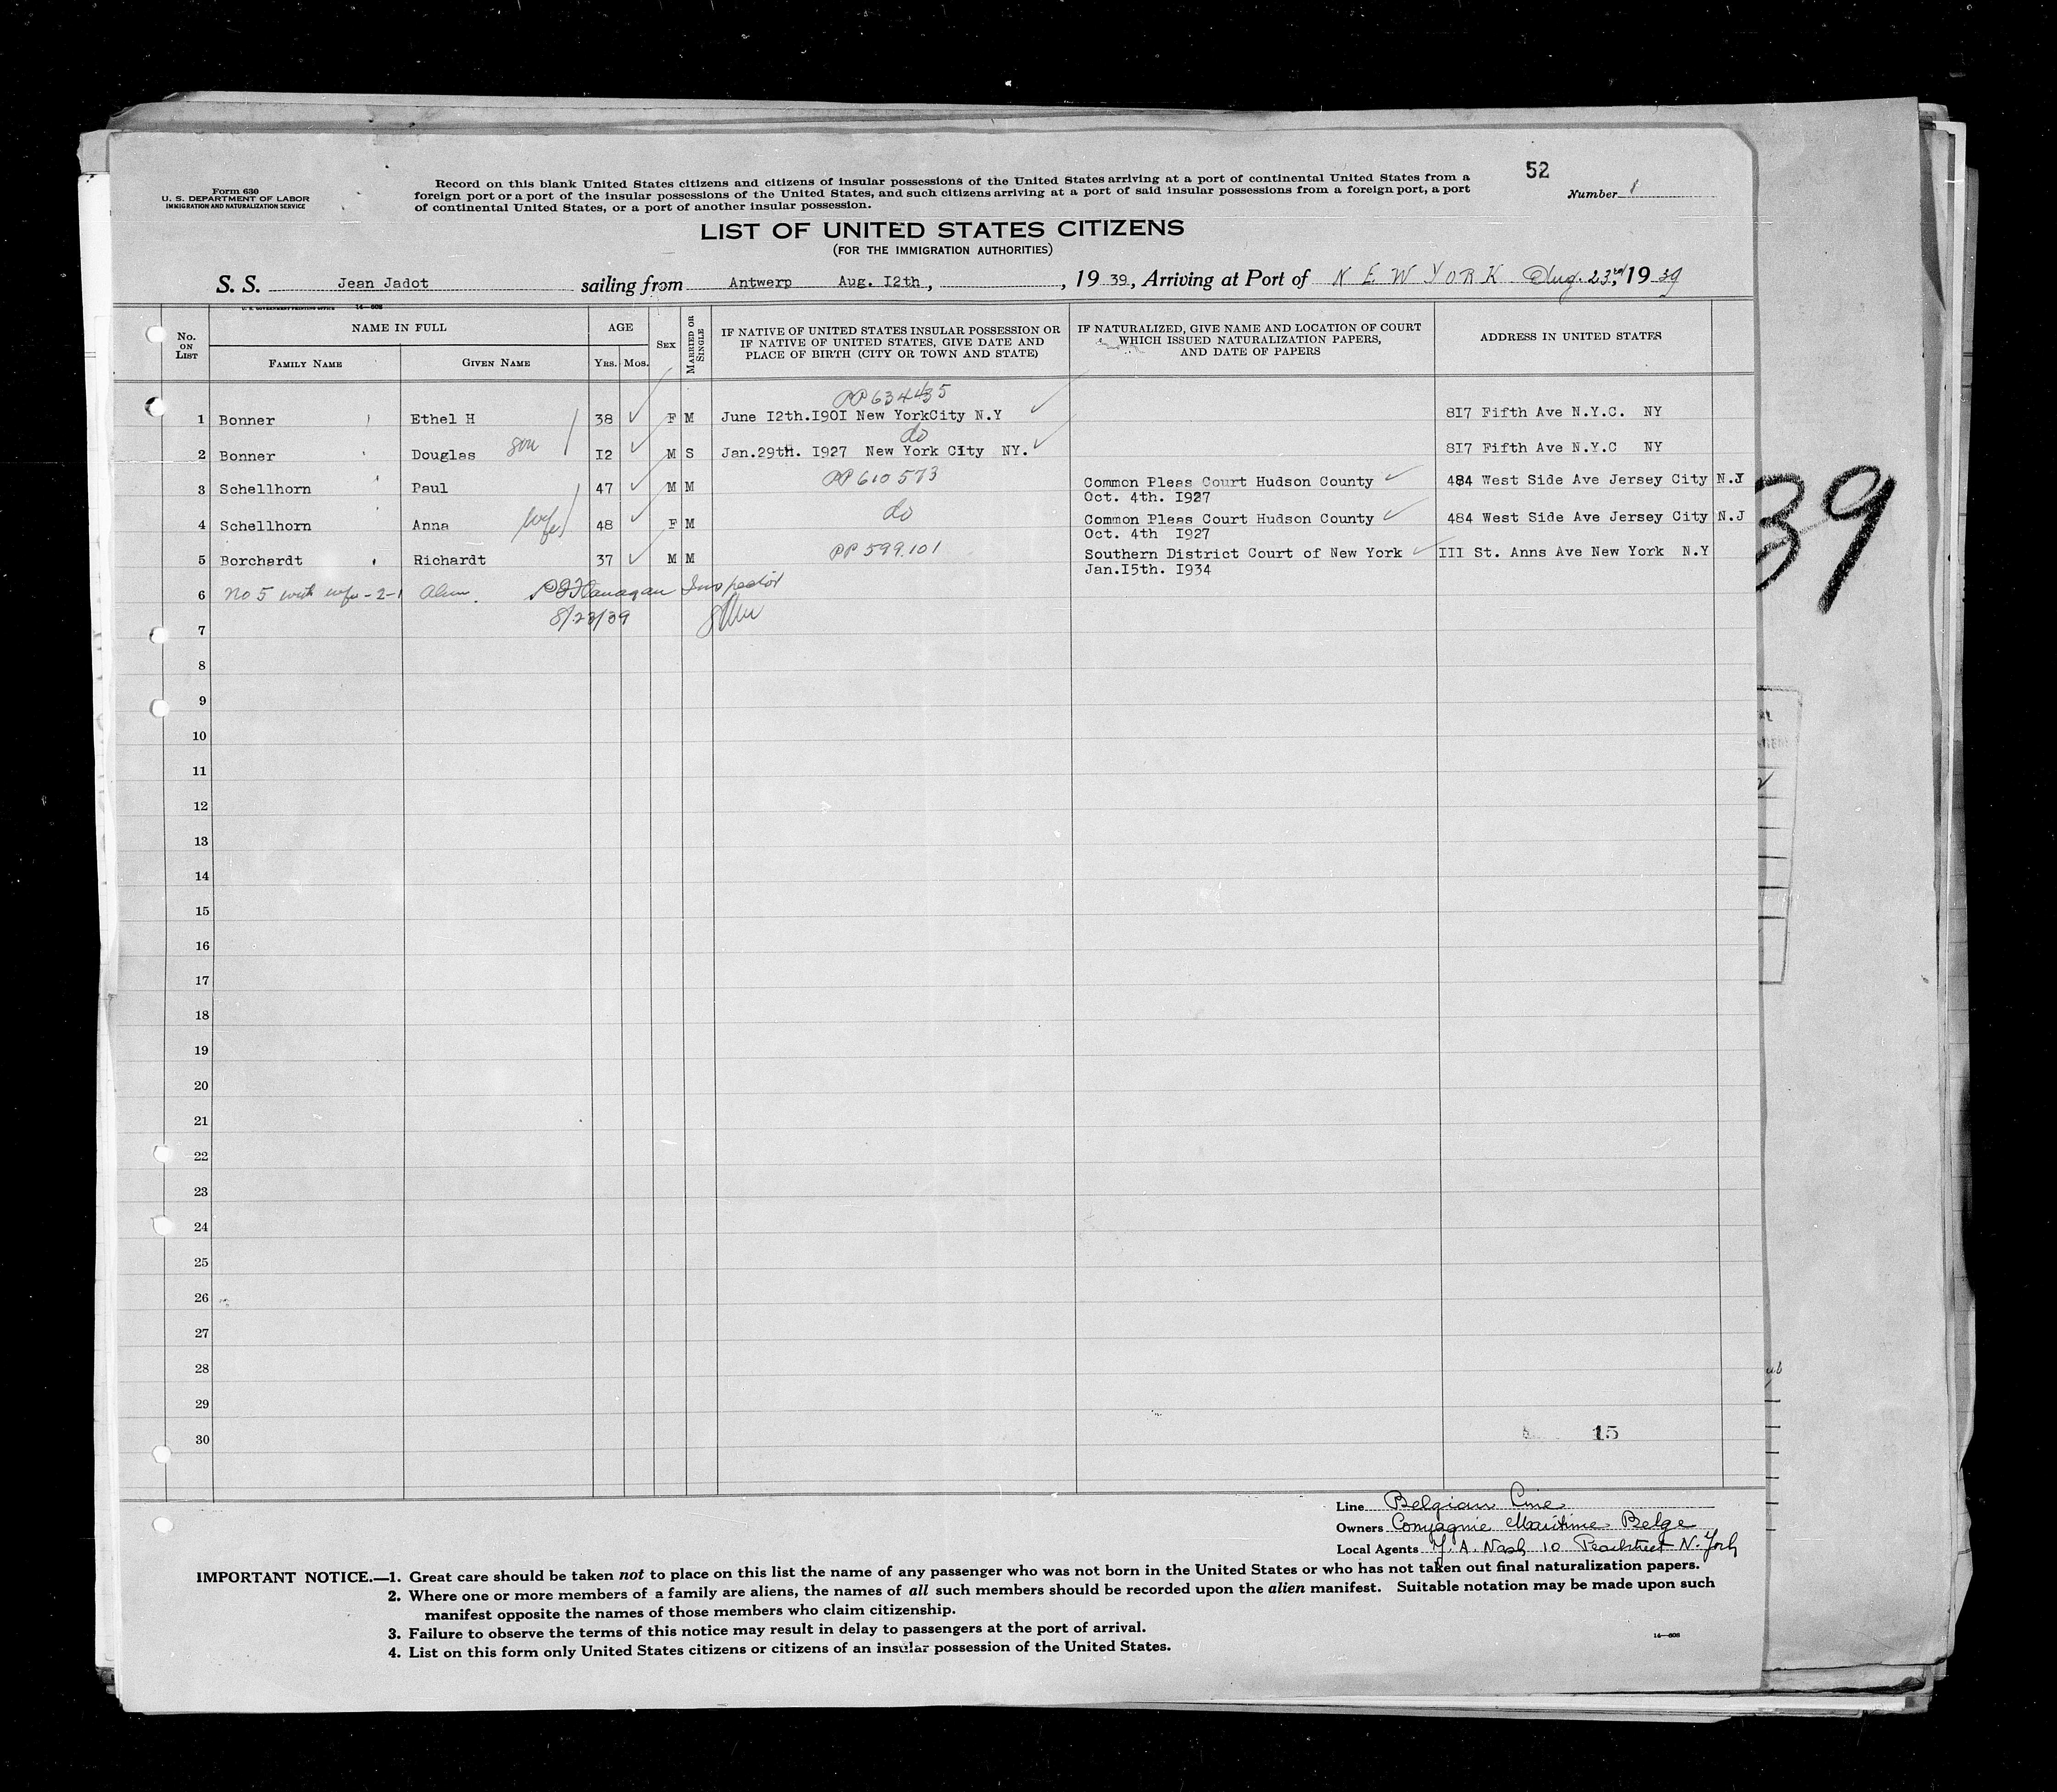 52
Form 630
U. S. DEPARTMENT OF LABOR
IMMIGRATION AND NATURALIZATION SERVICE
Record on this blank United States citizens and citizens of insular possessions of the United States arriving at a port of continental United States from a
foreign port or a port of the insular possessions of the United States, and such citizens arriving at a port of said insular possessions from a foreign port, a port
of continental United States, or a port of another insular possession.
Number 1
LIST OF UNITED STATES CITIZENS
(FOR THE IMMIGRATION AUTHORITIES)
S. S. Jean Jadot sailing from Antwerp Aug. I2th, , 19 39, Arriving at Port of NEW YORK Aug. 23rd, 19 39
U. S. GOVERNMENT PRINTING OFFICE 14—808
No. ON LIST NAME IN FULL AGE SEX MARRIED OR SINGLE IF NATIVE OF UNITED STATES INSULAR POSSESSION OR IF NATIVE OF UNITED STATES, GIVE DATE AND PLACE OF BIRTH (CITY OR TOWN AND STATE) IF NATURALIZED, GIVE NAME AND LOCATION OF COURT WHICH ISSUED NATURALIZATION PAPERS, AND DATE OF PAPERS ADDRESS IN UNITED STATES
FAMILY NAME GIVEN NAME YRS. MOS.
PP 634435
1 Bonner Ethel H 38 F M June I2th.I90I New YorkCity N.Y 8I7 Fifth Ave N.Y.C. NY
do
2 Bonner Douglas son I2 M S Jan.29th. I927 New York City NY. 8I7 Fifth Ave N.Y.C NY
3 Schellhorn Paul 47 M M PP 610573 Common Pleas Court Hudson County 484 West Side Ave Jersey City N.J
Oct. 4th. I927
4 Schellhorn Anna wife 48 F M do Common Pleas Court Hudson County 484 West Side Ave Jersey City N.J
Oct. 4th I927
5 Borchardt Richardt 37 M M PP 599101 Southern District Court of New York III St. Anns Ave New York N.Y
Jan.I5th. I934
6 No 5 with wife - 2-1 Alien. Flanagan Inspector
7 8/23/39
8
9
10
11
12
13
14
15
16
17
18
19
20
21
22
23
24
25
26
27
28
29
30
15
Line Belgian Line
Owners Compagnie Maritime Belge
Local Agents A. Nash 10 N. York
IMPORTANT NOTICE.—1. Great care should be taken not to place on this list the name of any passenger who was not born in the United States or who has not taken out final naturalization papers.
2. Where one or more members of a family are aliens, the names of all such members should be recorded upon the alien manifest. Suitable notation may be made upon such
manifest opposite the names of those members who claim citizenship.
3. Failure to observe the terms of this notice may result in delay to passengers at the port of arrival.
4. List on this form only United States citizens or citizens of an insular possession of the United States.
14—808
39